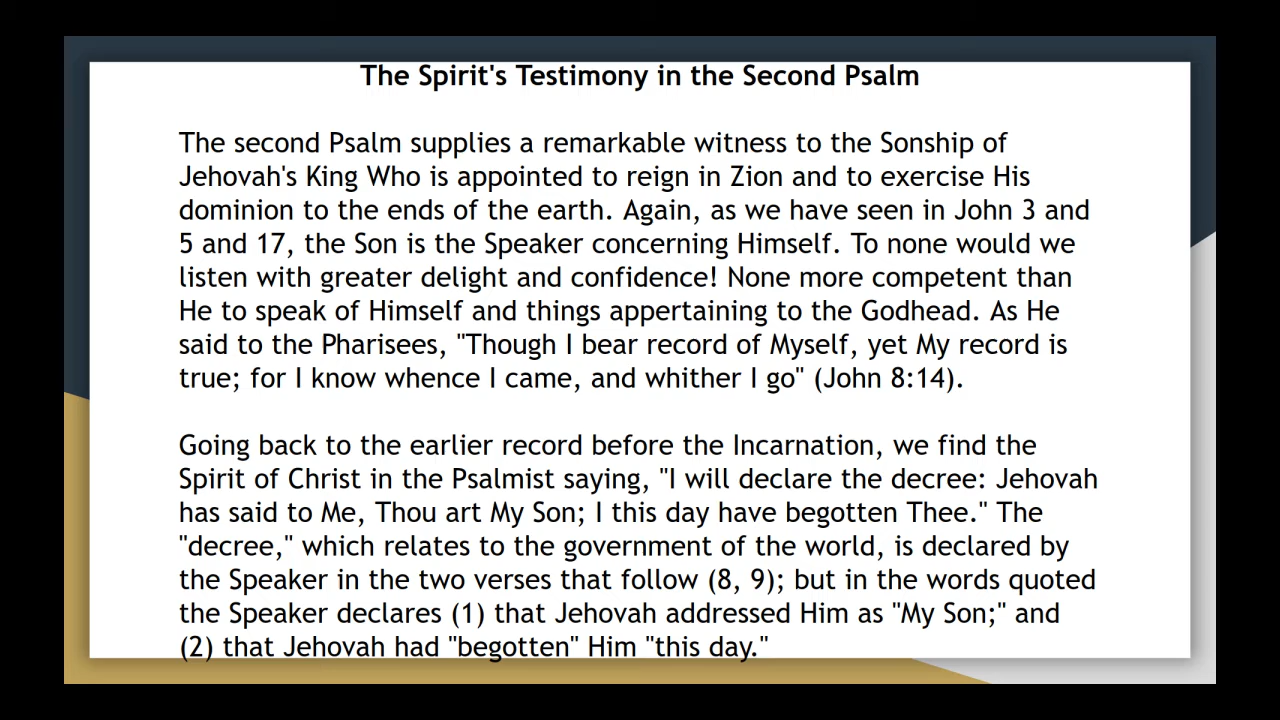 The Spirit's Testimony in the Second Psalm
The second Psalm supplies a remarkable witness to the Sonship of
Jehovah's King Who is appointed to reign in Zion and to exercise His
dominion to the ends of the earth. Again, as we have seen in John 3 and
5 and 17, the Son is the Speaker concerning Himself. To none would we
listen with greater delight and confidence! None more competent than
He to speak of Himself and things appertaining to the Godhead. As He
said to the Pharisees, "Though I bear record of Myself, yet My record is
true; for I know whence I came, and whither I go" (John 8:14).
Going back to the earlier record before the Incarnation, we find the
Spirit of Christ in the Psalmist saying, "I will declare the decree: Jehovah
has said to Me, Thou art My Son; I this day have begotten Thee." The
"decree," which relates to the government of the world, is declared by
the Speaker in the two verses that follow (8, 9); but in the words quoted
the Speaker declares (1) that Jehovah addressed Him as "My Son;" and
(2) that Jehovah had "begotten" Him "this day."